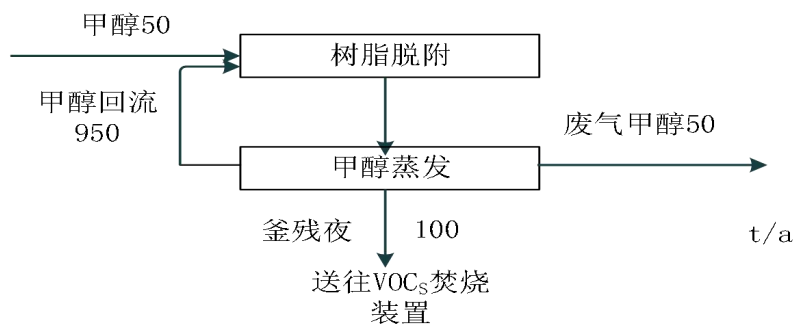 甲醇50
树脂脱附
甲醇回流
950
废气甲醇50
甲醇蒸发
釜残夜 100
t/a
送往VOCs焚烧
装置